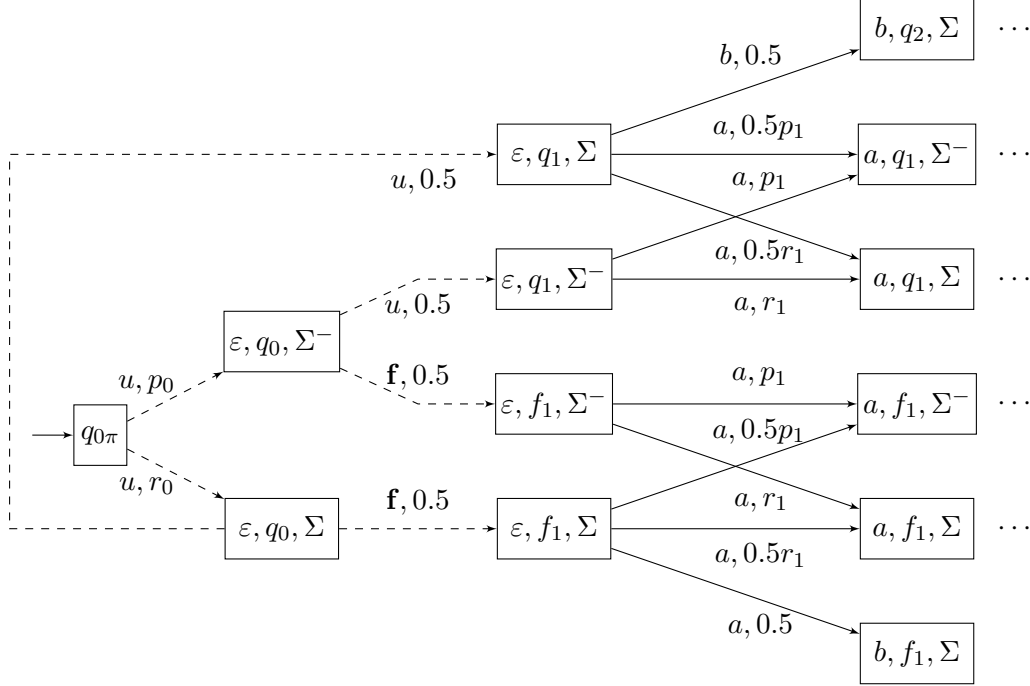 b, q₂, Σ ⋯
b, 0.5
a, 0.5p₁
ε, q₁, Σ
a, q₁, Σ⁻ ⋯
u, 0.5
a, p₁
a, 0.5r₁
ε, q₁, Σ⁻
a, q₁, Σ ⋯
u, 0.5
a, r₁
ε, q₀, Σ⁻
u, p₀
f, 0.5
a, p₁
ε, f₁, Σ⁻
a, f₁, Σ⁻ ⋯
q₀π
a, 0.5p₁
u, r₀
f, 0.5
a, r₁
ε, q₀, Σ
ε, f₁, Σ
a, f₁, Σ ⋯
a, 0.5r₁
a, 0.5
b, f₁, Σ